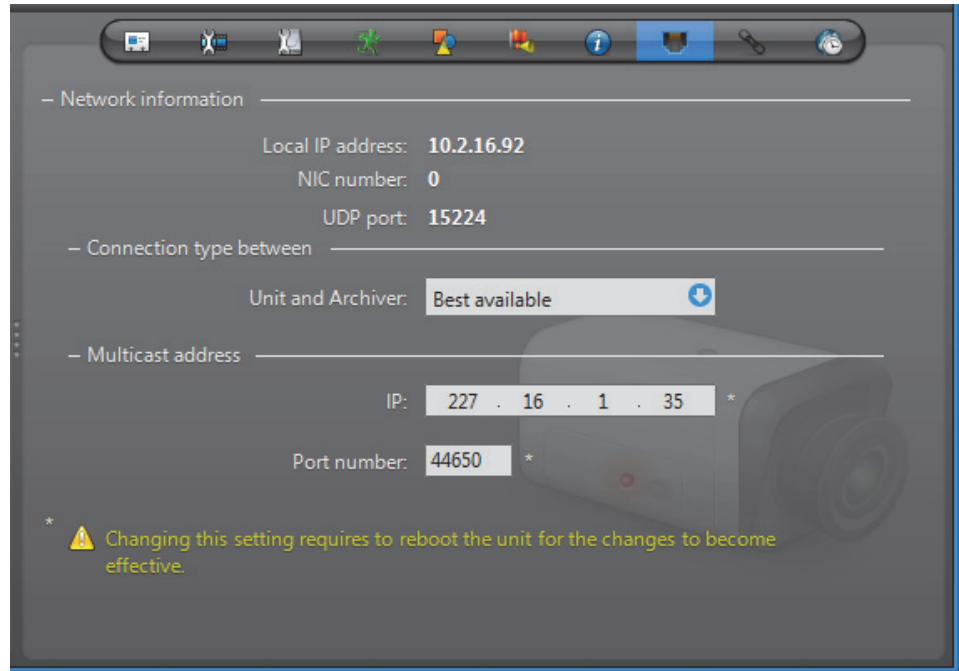 Network information
Local IP address: 10.2.16.92
NIC number: 0
UDP port: 15224
Connection type between
Unit and Archiver: Best available
Multicast address
IP: 227 . 16 . 1 . 35 *
Port number: 44650 *
* Changing this setting requires to reboot the unit for the changes to become
effective.